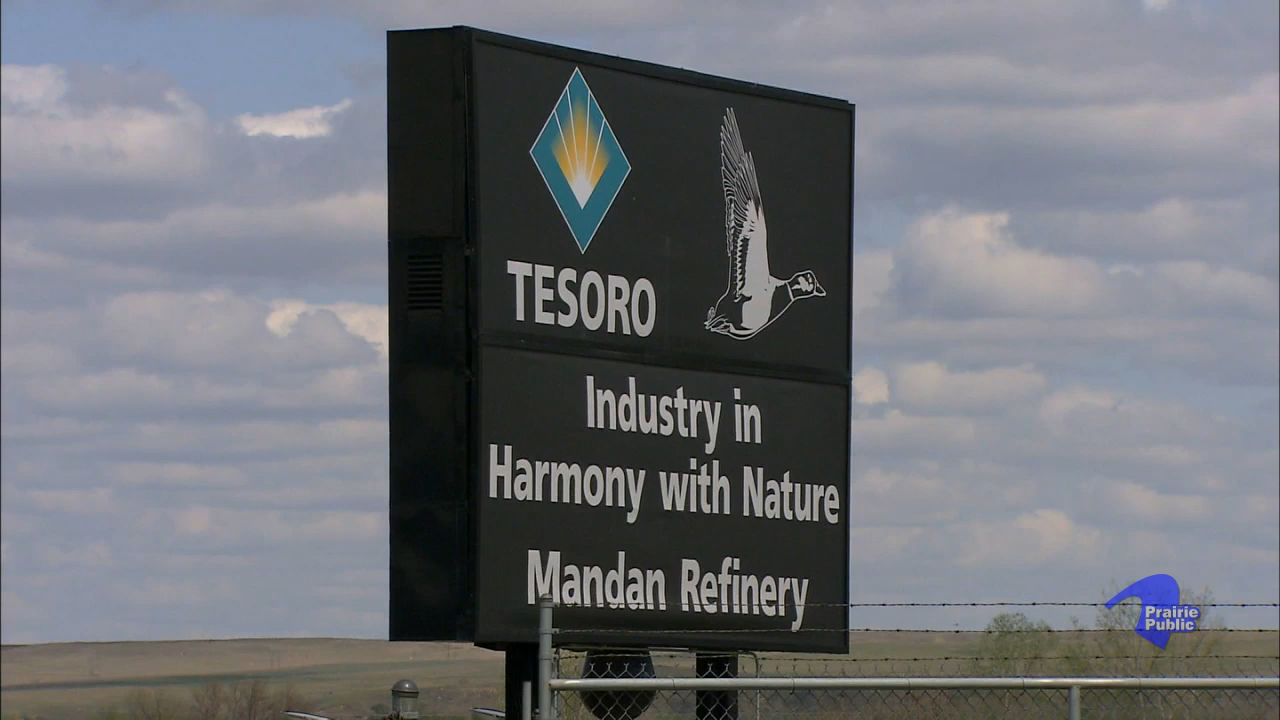 TESORO
Industry in
Harmony with Nature
Mandan Refinery
Prairie
Public